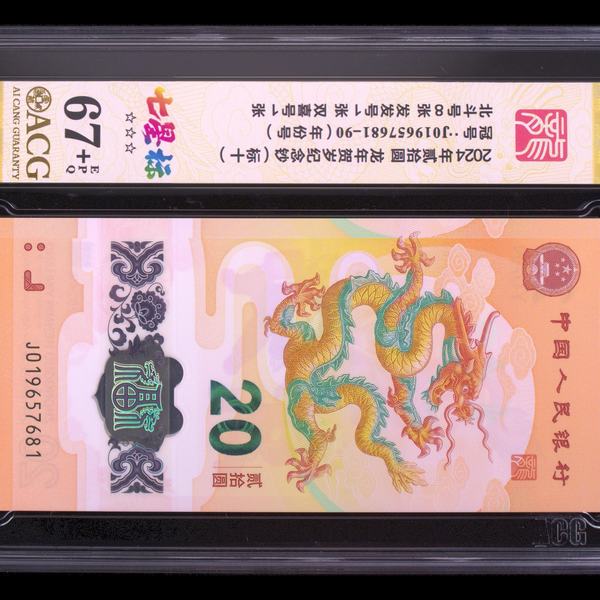 2024年贰拾圆 龙年贺岁纪念钞（标十）
冠号：J019657681-90（年份号）
北斗号8张 发发号1张 双喜号1张
七星标
☆☆☆
67+
EPQ
ACG
AI CANG GUARANTY
中國人民銀行
20
贰拾圆
J019657681
ACG